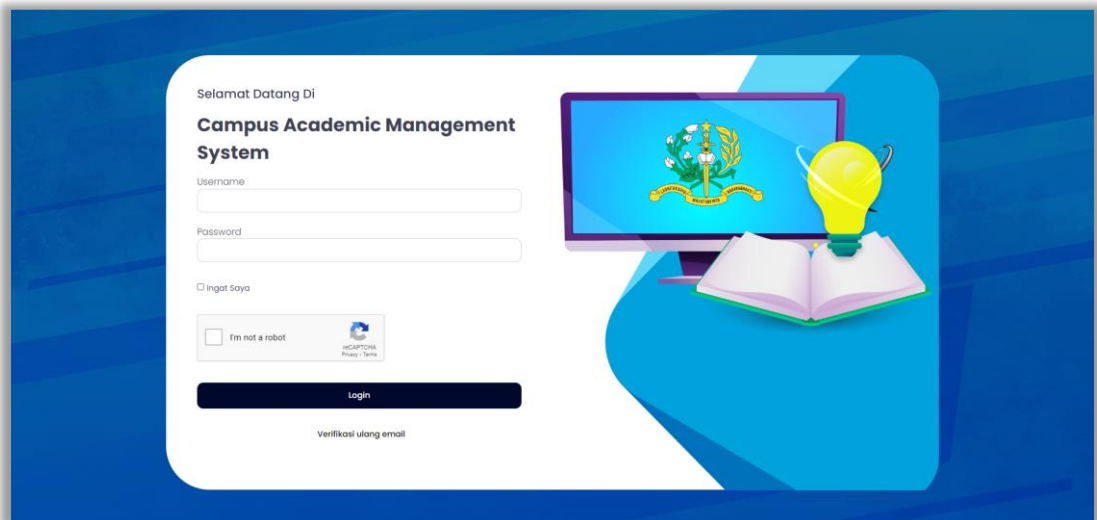 Selamat Datang Di
Campus Academic Management
System
Username
Password
Ingat Saya
I'm not a robot
reCAPTCHA
Privacy - Terms
Login
Verifikasi ulang email